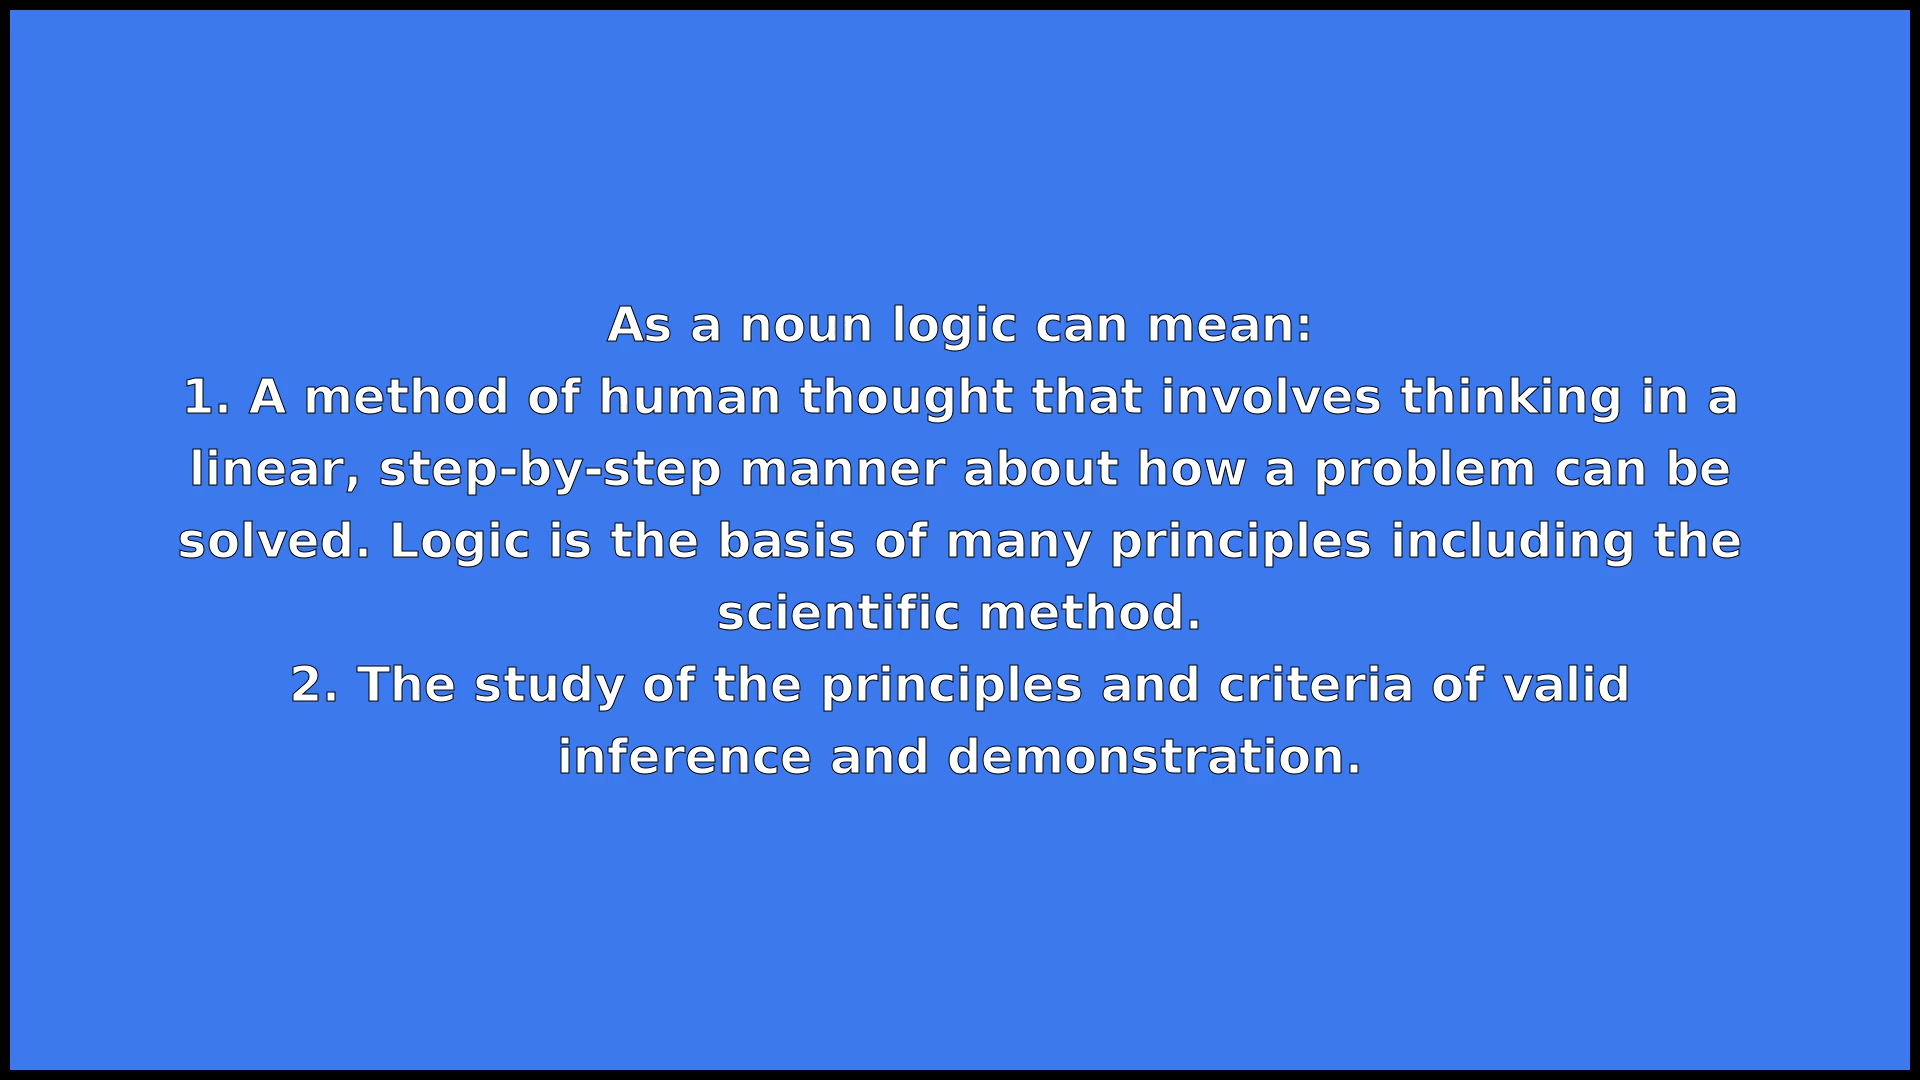 As a noun logic can mean:
1. A method of human thought that involves thinking in a
linear, step-by-step manner about how a problem can be
solved. Logic is the basis of many principles including the
scientific method.
2. The study of the principles and criteria of valid
inference and demonstration.